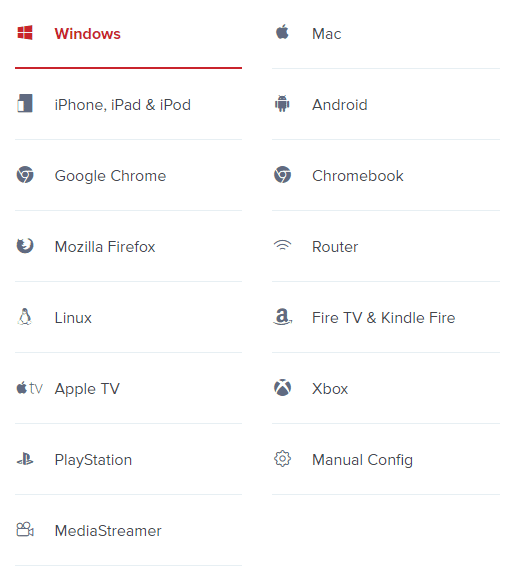 Windows
Mac
iPhone, iPad & iPod
Android
Google Chrome
Chromebook
Mozilla Firefox
Router
Linux
a
Fire TV & Kindle Fire
tv
Apple TV
Xbox
PlayStation
Manual Config
MediaStreamer